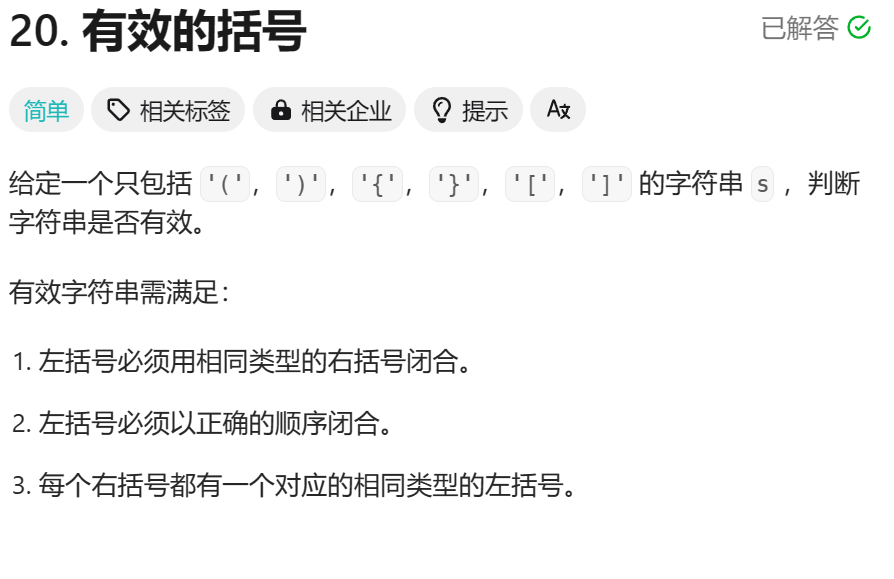 20. 有效的括号
已解答
简单 相关标签 相关企业 提示 A文
给定一个只包括 '('，')'，'{'，'}'，'['，']' 的字符串 s ，判断
字符串是否有效。
有效字符串需满足：
1. 左括号必须用相同类型的右括号闭合。
2. 左括号必须以正确的顺序闭合。
3. 每个右括号都有一个对应的相同类型的左括号。